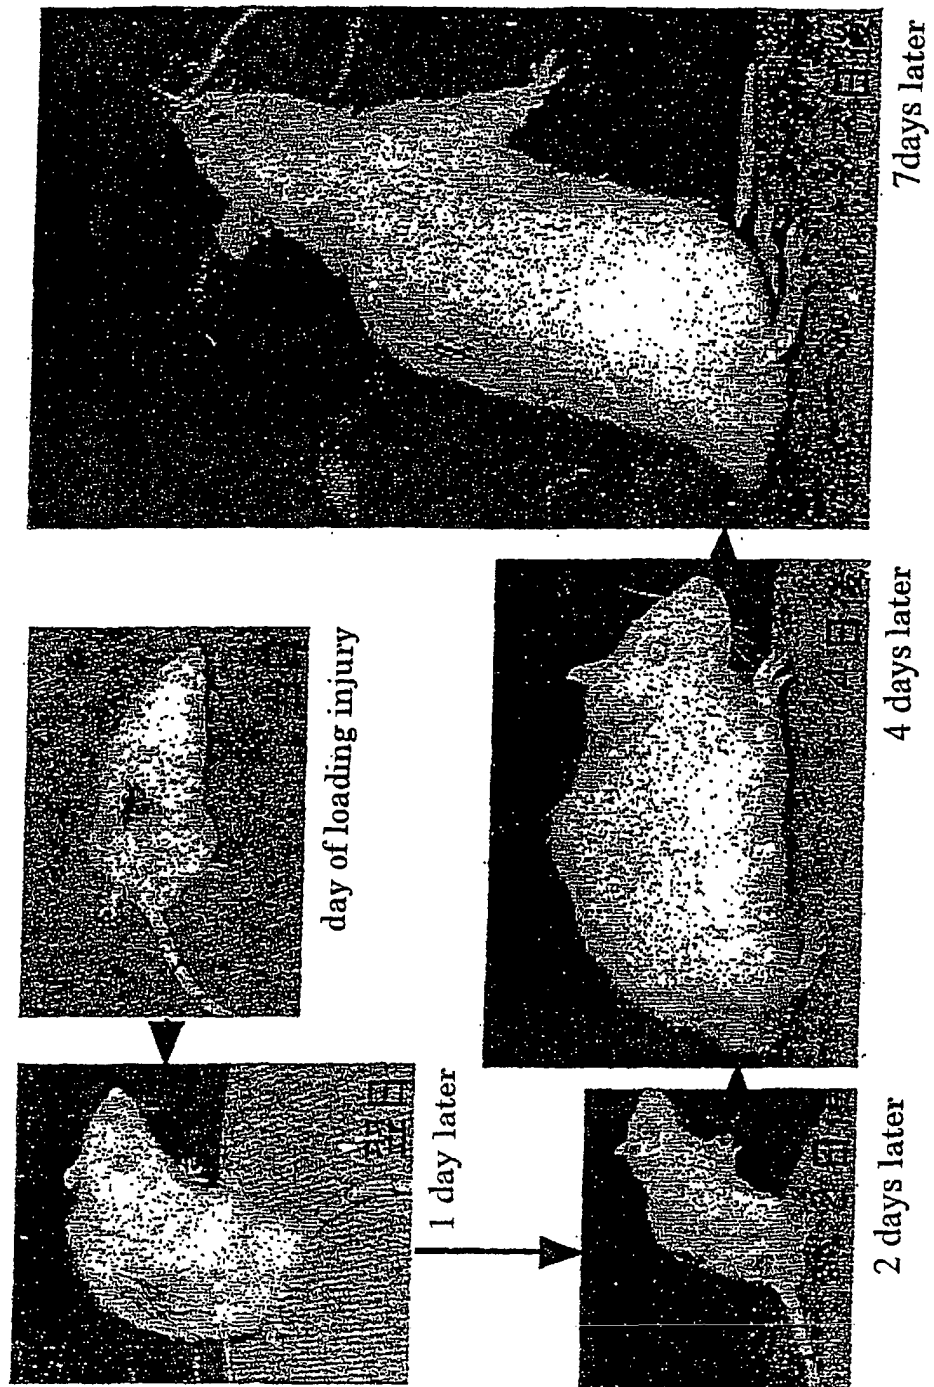 day of loading injury
1 day later
2 days later
4 days later
7days later